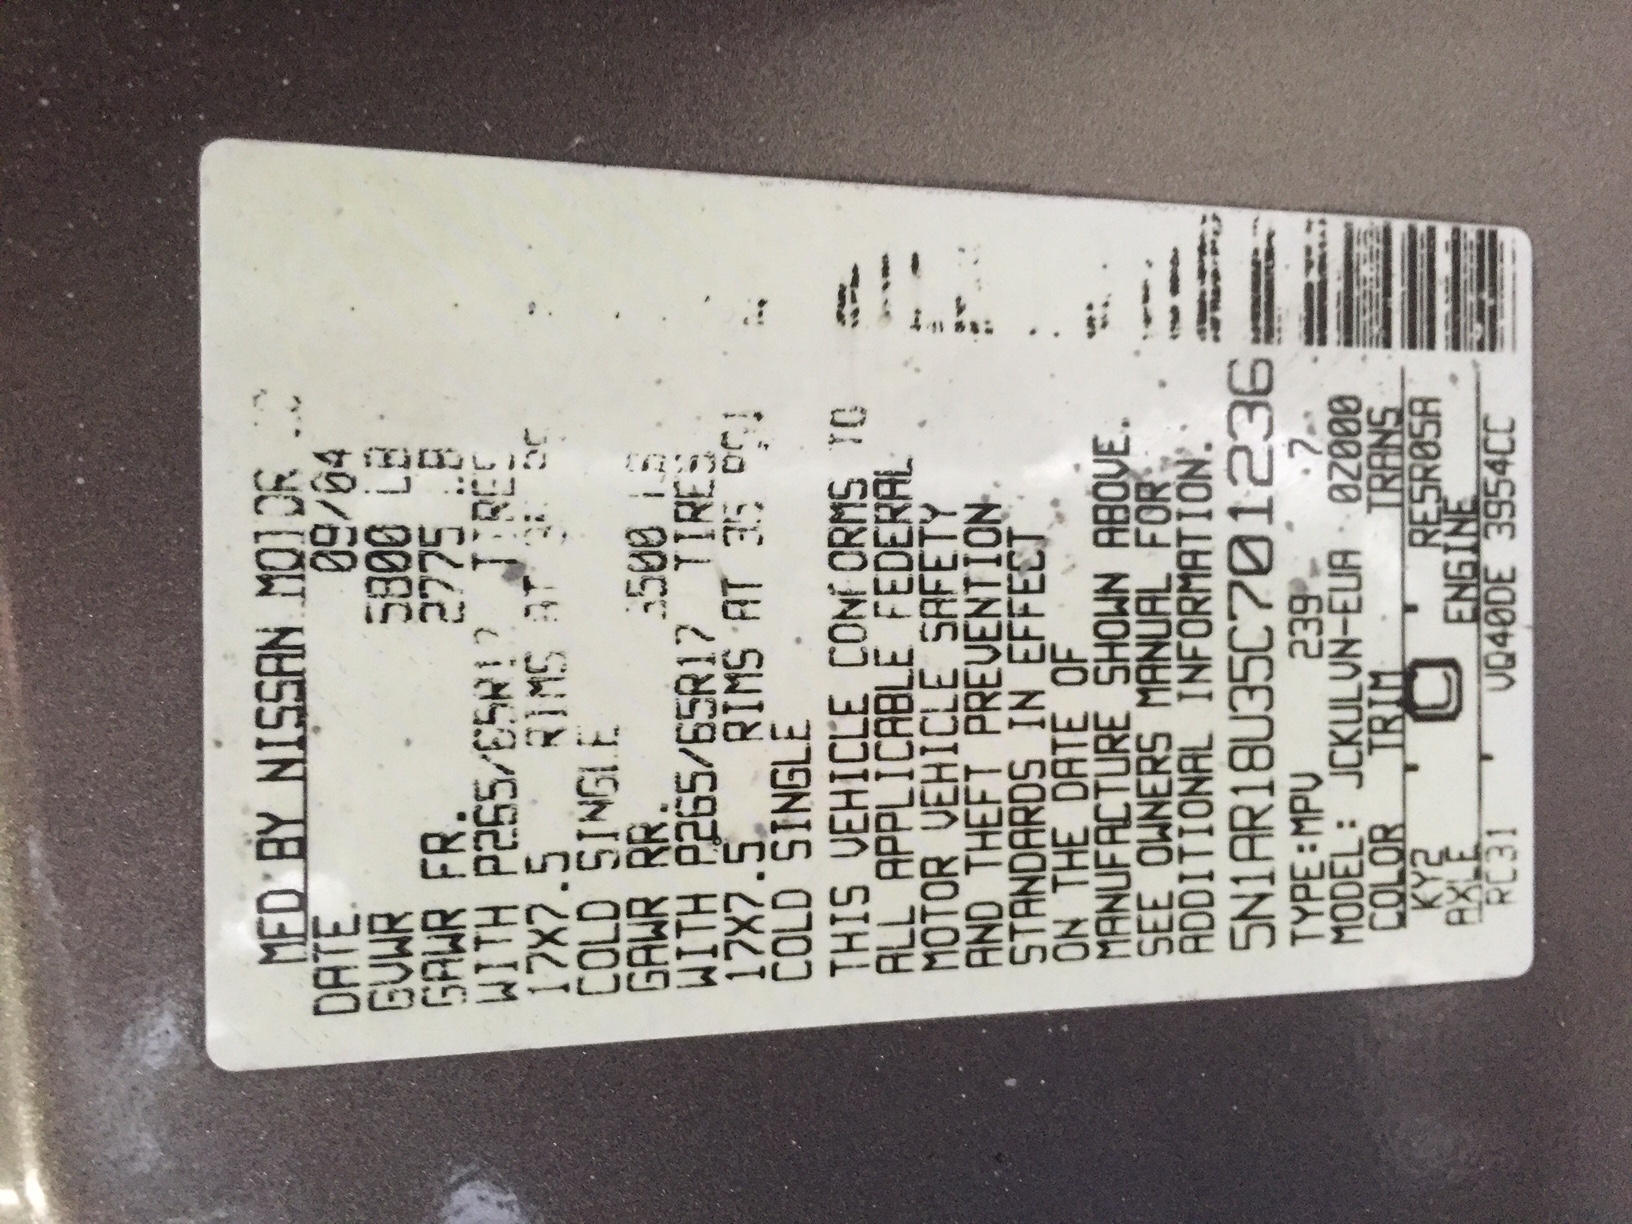 MFD BY NISSAN MOTOR
DATE 09/04
GVWR 5800 LB
GAWR FR. 2775 LB
WITH P265/65R17 TIRES
17X7.5 RIMS AT
COLD SINGLE
GAWR RR. 3500 LB
WITH P265/65R17 TIRES
17X7.5 RIMS AT 35
COLD SINGLE
THIS VEHICLE CONFORMS TO
ALL APPLICABLE FEDERAL
MOTOR VEHICLE SAFETY
AND THEFT PREVENTION
STANDARDS IN EFFECT
ON THE DATE OF
MANUFACTURE SHOWN ABOVE.
SEE OWNERS MANUAL FOR
ADDITIONAL INFORMATION.
5N1AR18U35C701236
TYPE:MPV 239 7
MODEL: JCKULVN-EUA 0Z000
COLOR TRIM TRANS
KY2 C RE5R05A
AXLE ENGINE
RC31 VQ40DE 3954CC